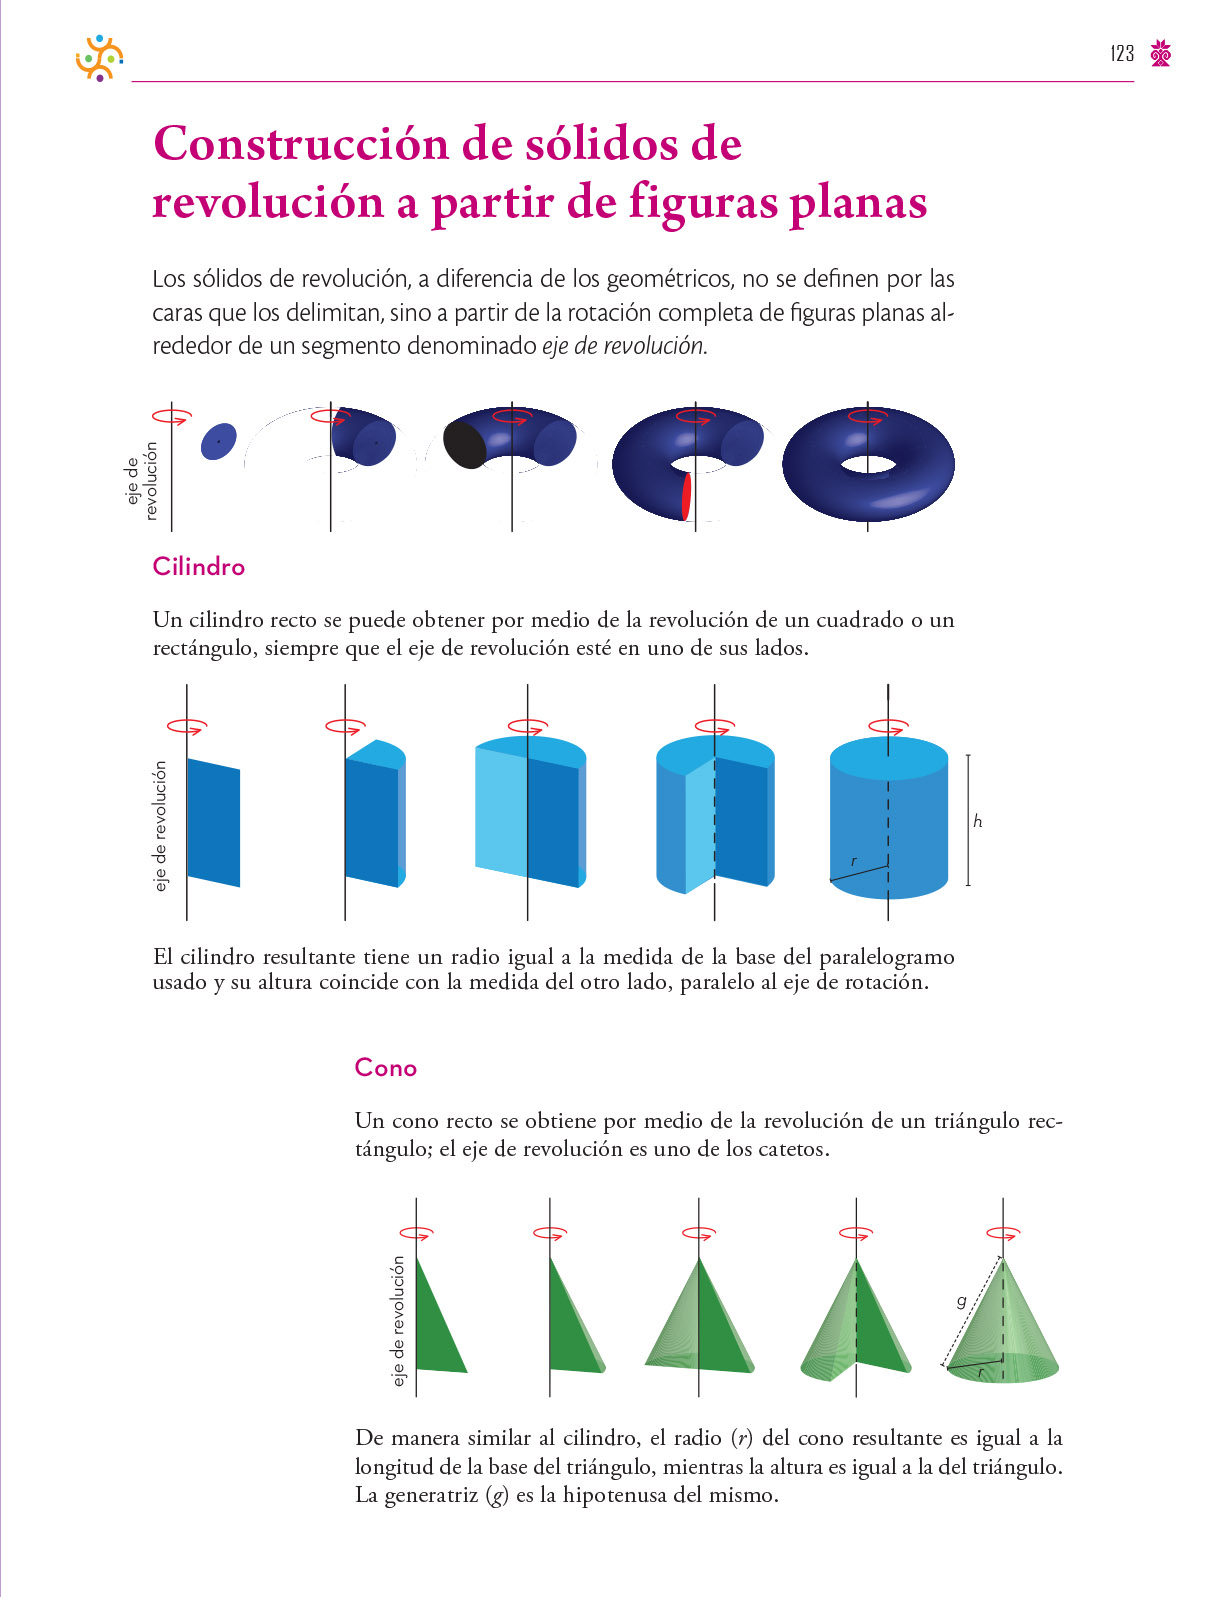 123
Construcción de sólidos de
revolución a partir de figuras planas
Los sólidos de revolución, a diferencia de los geométricos, no se definen por las
caras que los delimitan, sino a partir de la rotación completa de figuras planas al-
rededor de un segmento denominado eje de revolución.
eje de
revolución
Cilindro
Un cilindro recto se puede obtener por medio de la revolución de un cuadrado o un
rectángulo, siempre que el eje de revolución esté en uno de sus lados.
eje de revolución
h
r
El cilindro resultante tiene un radio igual a la medida de la base del paralelogramo
usado y su altura coincide con la medida del otro lado, paralelo al eje de rotación.
Cono
Un cono recto se obtiene por medio de la revolución de un triángulo rec-
tángulo; el eje de revolución es uno de los catetos.
eje de revolución
g
r
De manera similar al cilindro, el radio (r) del cono resultante es igual a la
longitud de la base del triángulo, mientras la altura es igual a la del triángulo.
La generatriz (g) es la hipotenusa del mismo.